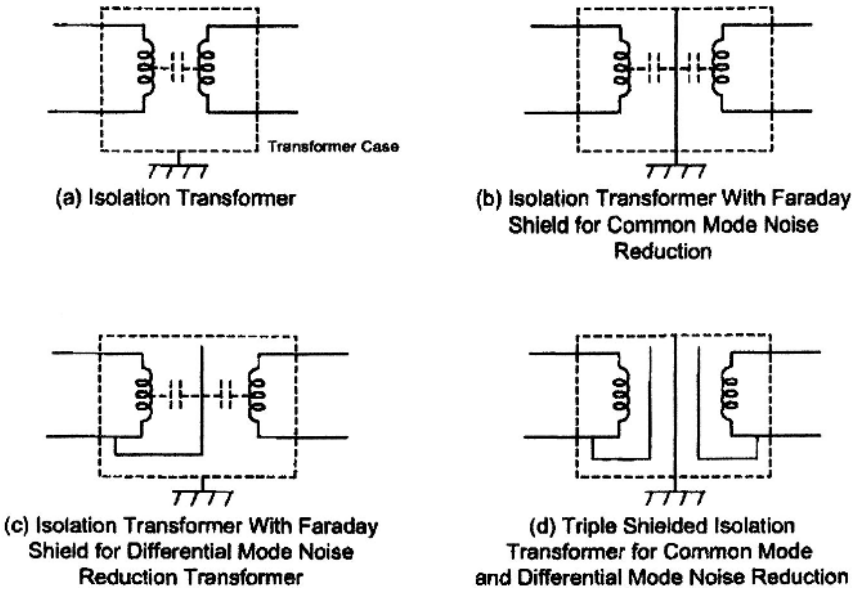 Transformer Case
(a) Isolation Transformer
(b) Isolation Transformer With Faraday
Shield for Common Mode Noise
Reduction
(c) Isolation Transformer With Faraday
Shield for Differential Mode Noise
Reduction Transformer
(d) Triple Shielded Isolation
Transformer for Common Mode
and Differential Mode Noise Reduction